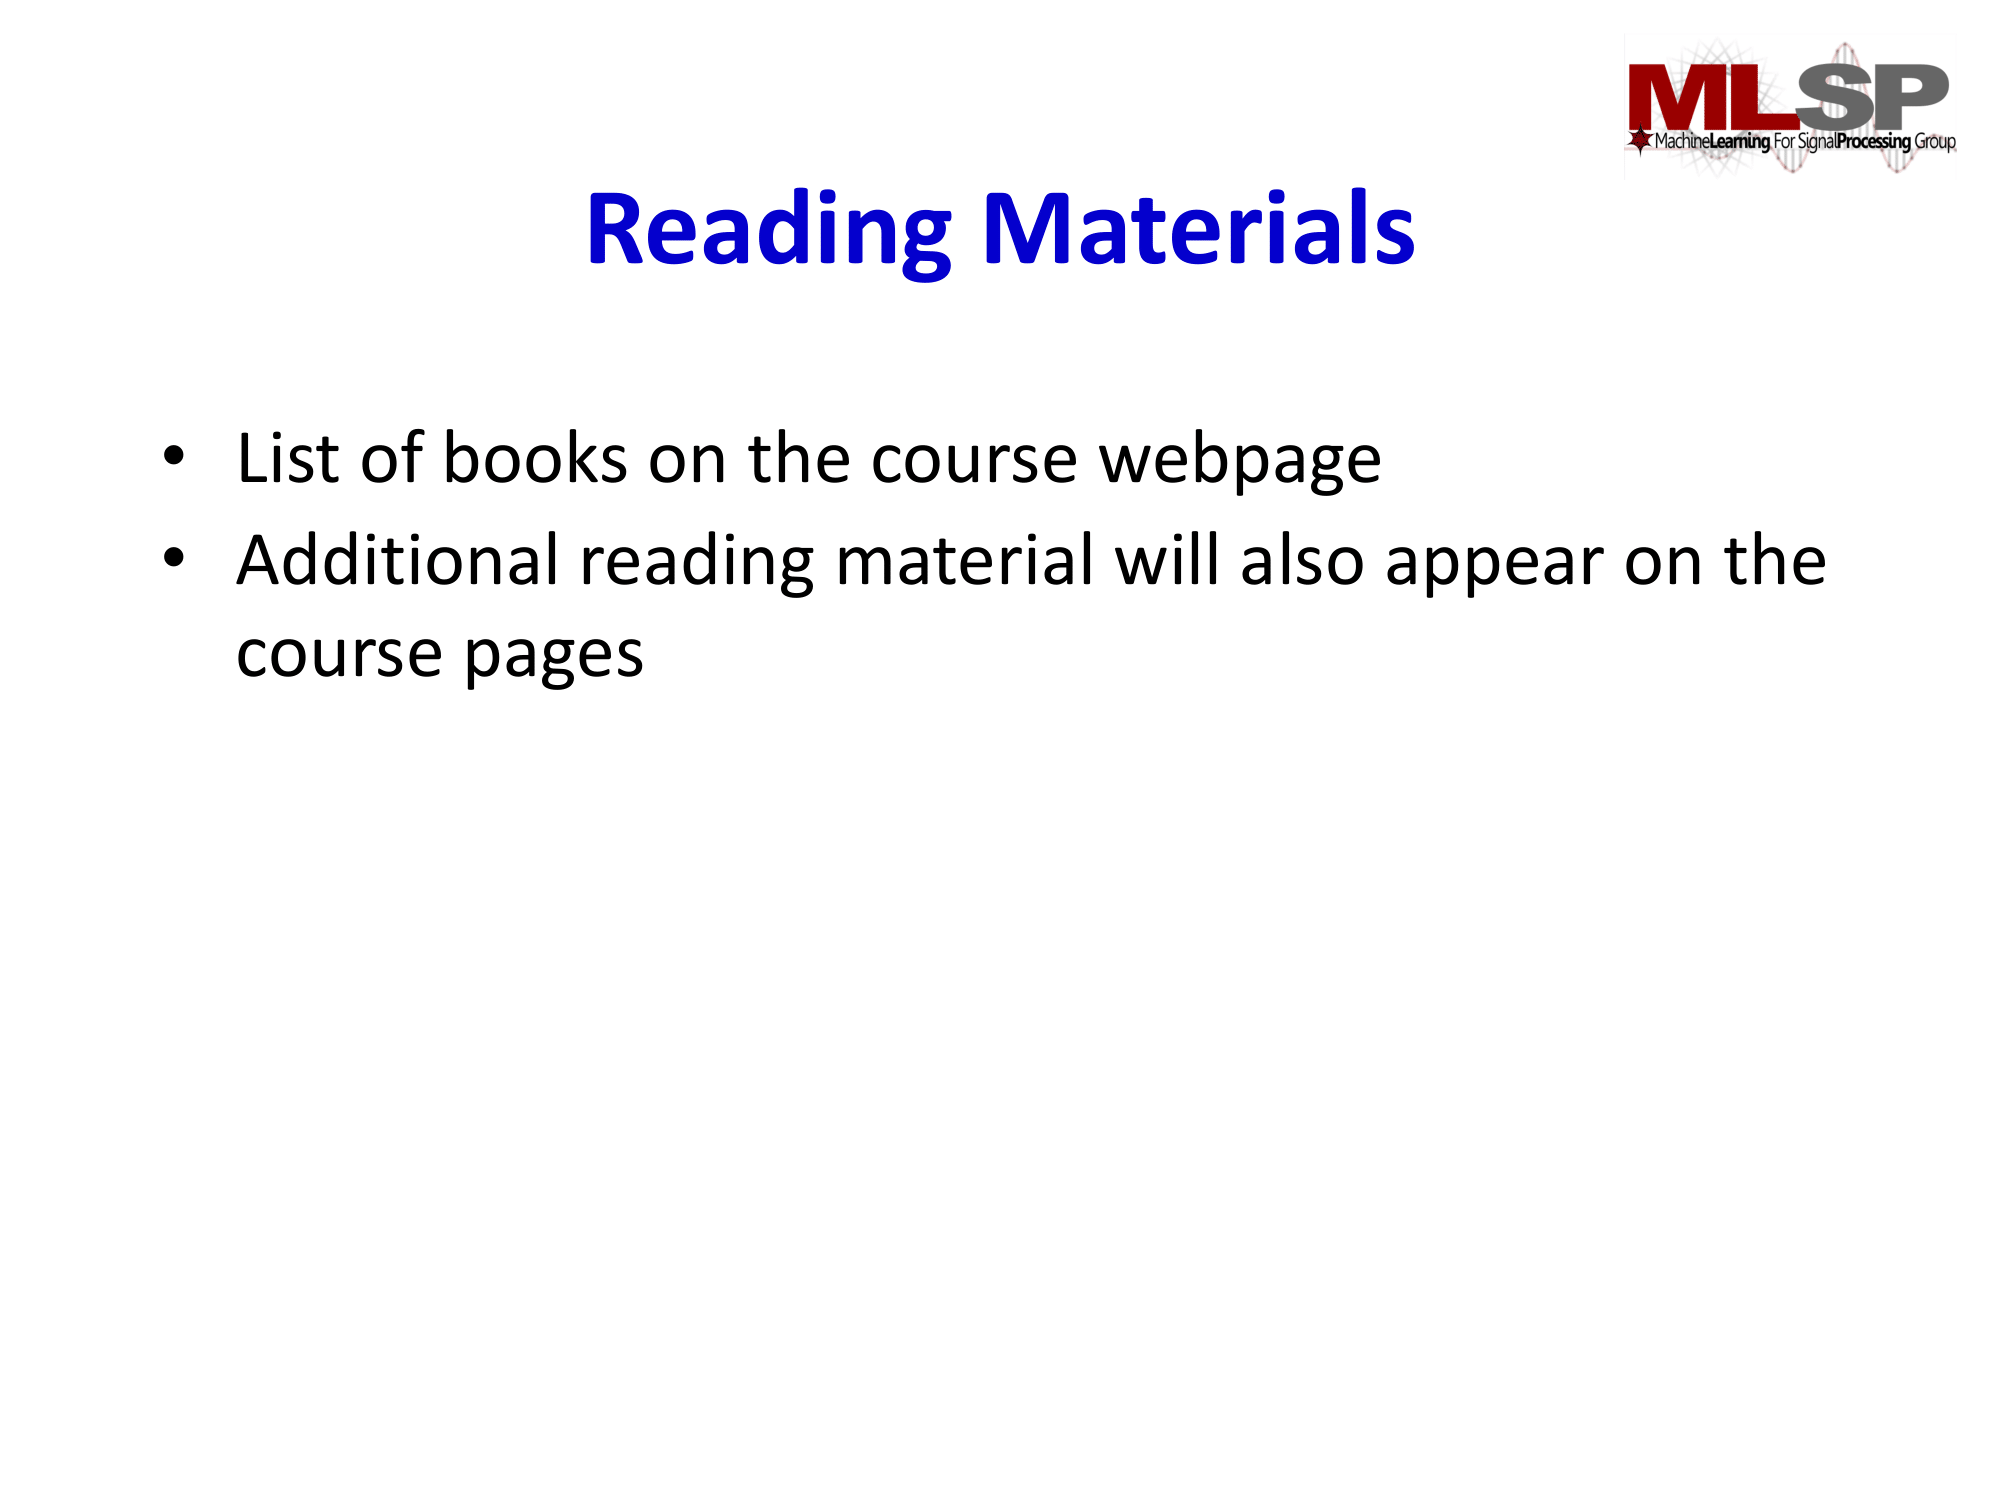 MLSP
MachineLearning For SignalProcessing Group
Reading Materials
• List of books on the course webpage
• Additional reading material will also appear on the
course pages